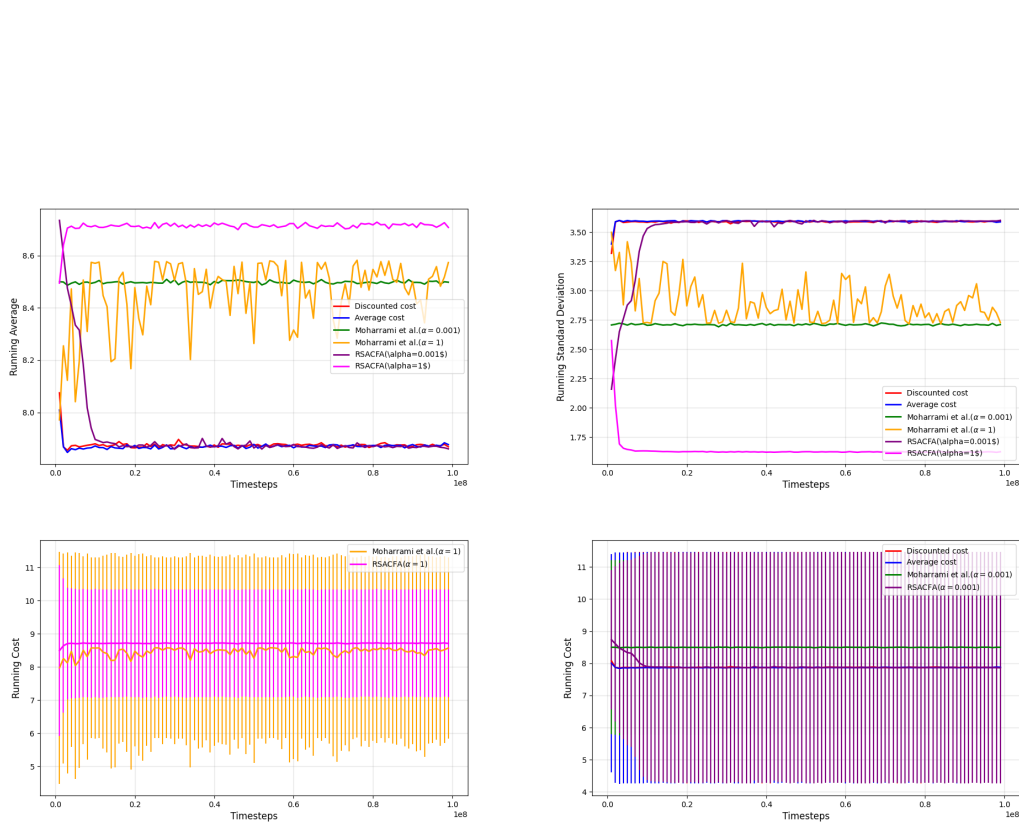 Running Average
8.6
8.4
8.2
8.0
Discounted cost
Average cost
Moharrami et al.(α = 0.001)
Moharrami et al.(α = 1)
RSACFA(\alpha=0.001$)
RSACFA(\alpha=1$)
0.0 0.2 0.4 0.6 0.8 1.0
1e8
Timesteps
Running Standard Deviation
3.50
3.25
3.00
2.75
2.50
2.25
2.00
1.75
Discounted cost
Average cost
Moharrami et al.(α = 0.001)
Moharrami et al.(α = 1)
RSACFA(\alpha=0.001$)
RSACFA(\alpha=1$)
0.0 0.2 0.4 0.6 0.8 1.0
1e8
Timesteps
Running Cost
11
10
9
8
7
6
5
Moharrami et al.(α = 1)
RSACFA(α = 1)
0.0 0.2 0.4 0.6 0.8 1.0
1e8
Timesteps
Running Cost
11
10
9
8
7
6
5
4
Discounted cost
Average cost
Moharrami et al.(α = 0.001)
RSACFA(α = 0.001)
0.0 0.2 0.4 0.6 0.8 1.0
1e8
Timesteps